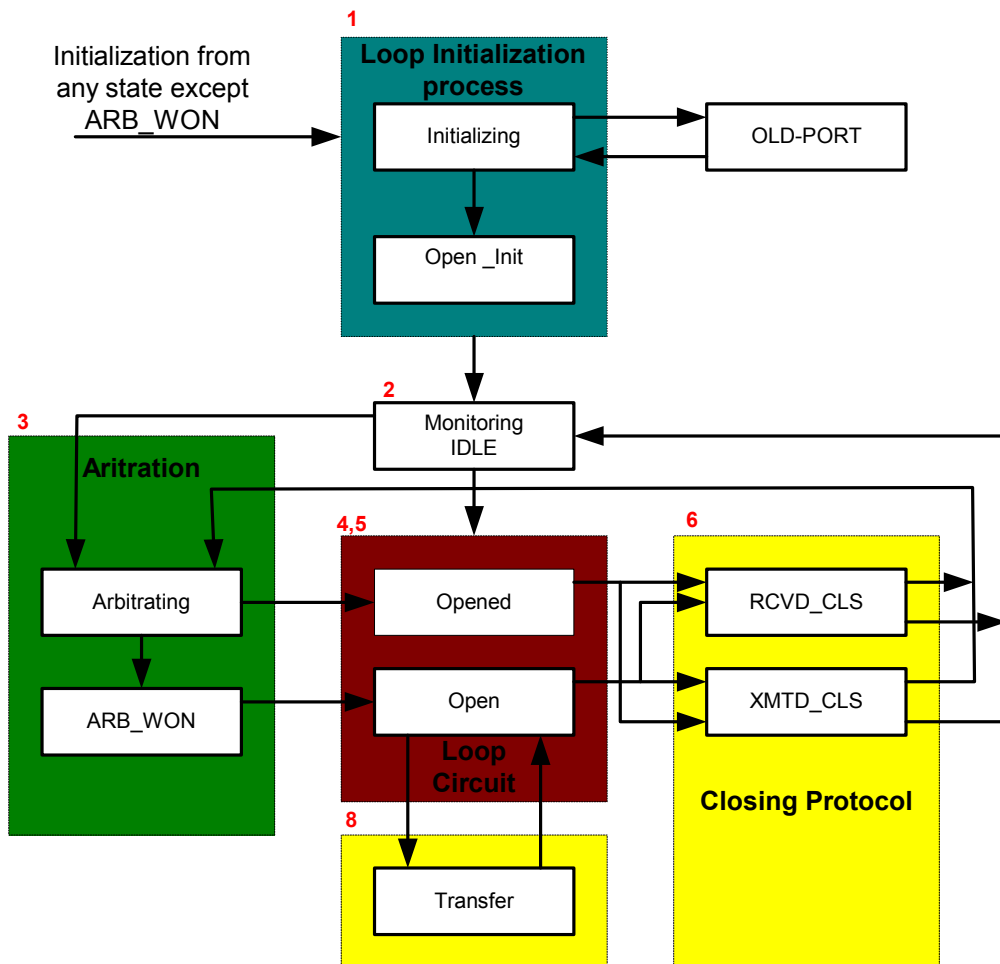 1
Initialization from
any state except
ARB_WON
Loop Initialization
process
Initializing
OLD-PORT
Open _Init
2
Monitoring
IDLE
3
Aritration
4,5
6
Arbitrating
Opened
RCVD_CLS
ARB_WON
Open
XMTD_CLS
Loop
Circuit
Closing Protocol
8
Transfer